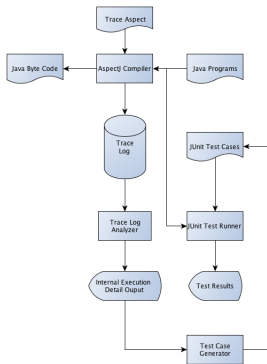 Trace Aspect
Java Byte Code
AspectJ Compiler
Java Programs
Trace
Log
JUnit Test Cases
Trace Log
Analyzer
JUnit Test Runner
Internal Execution
Detail Ouput
Test Results
Test Case
Generator